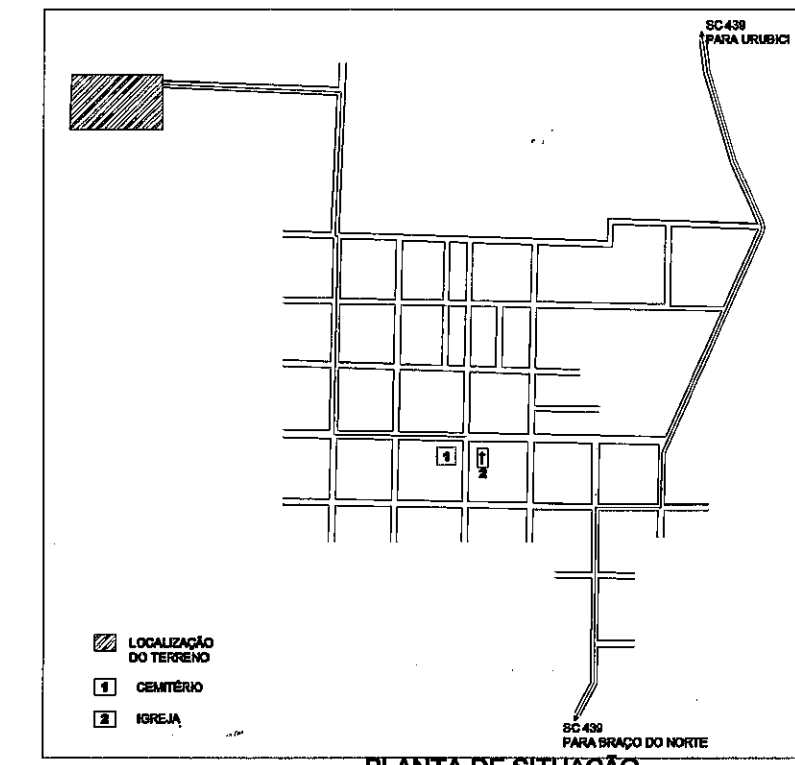 SC 439
PARA URUBICI
1
2
LOCALIZAÇÃO
DO TERRENO
1 CEMITÉRIO
2 IGREJA
SC 439
PARA BRAÇO DO NORTE
PLANTA DE SITUAÇÃO